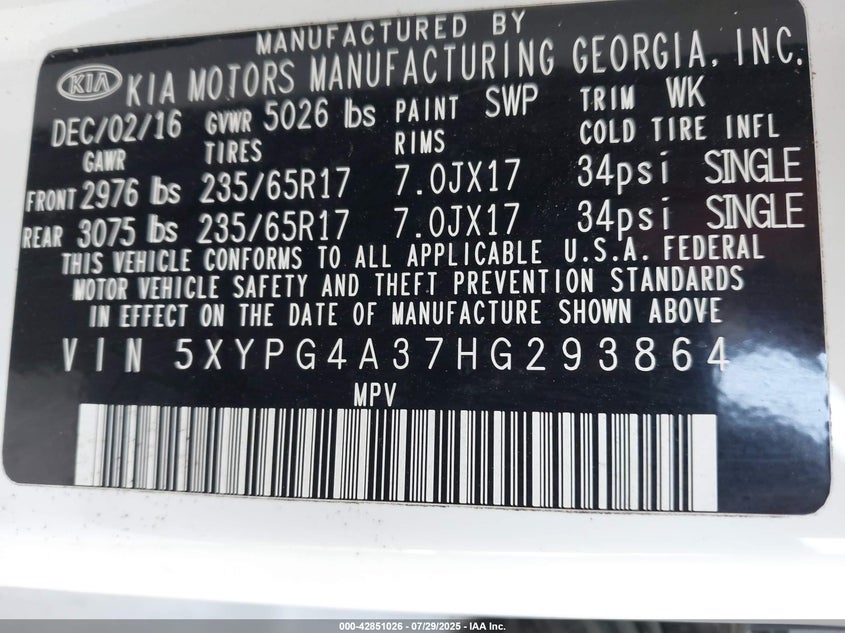 MANUFACTURED BY
KIA KIA MOTORS MANUFACTURING GEORGIA, INC.
DEC/02/16 GVWR 5026 lbs PAINT SWP TRIM WK
GAWR TIRES RIMS COLD TIRE INFL
FRONT 2976 lbs 235/65R17 7.0JX17 34psi SINGLE
REAR 3075 lbs 235/65R17 7.0JX17 34psi SINGLE
THIS VEHICLE CONFORMS TO ALL APPLICABLE U.S.A. FEDERAL
MOTOR VEHICLE SAFETY AND THEFT PREVENTION STANDARDS
IN EFFECT ON THE DATE OF MANUFACTURE SHOWN ABOVE
VIN 5XYPG4A37HG293864
MPV
000-42851026 - 07/29/2025 - IAA Inc.